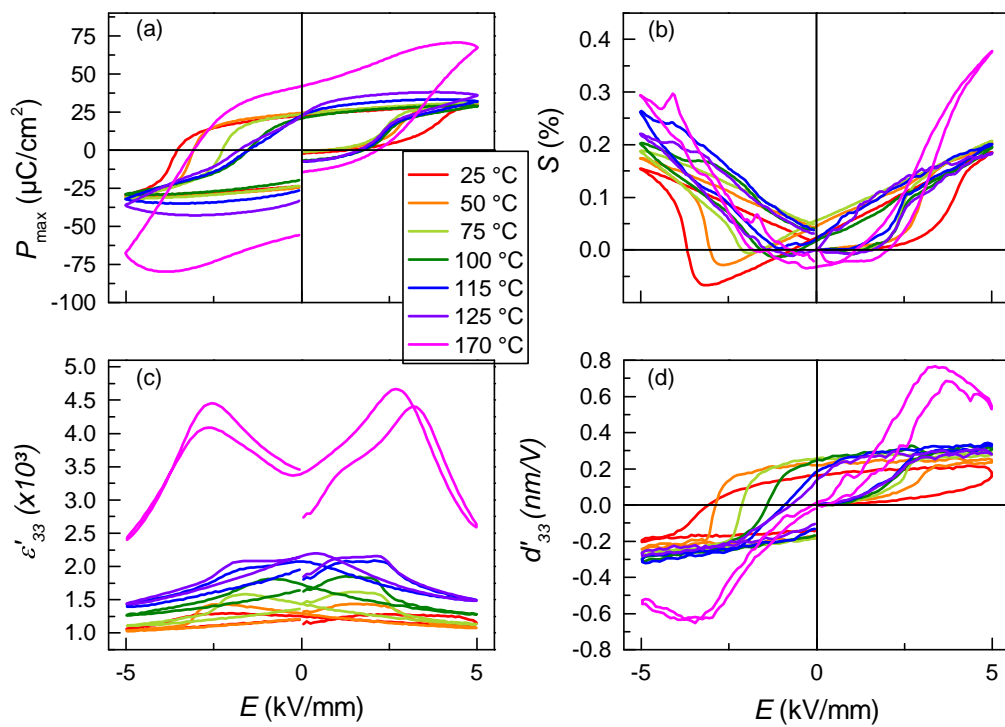 (a)
75
50
25
0
-25
-50
-75
-100
P max (µC/cm²)
(b)
0.4
0.3
0.2
0.1
0.0
S (%)
-5
0
5
25 °C
50 °C
75 °C
100 °C
115 °C
125 °C
170 °C
(c)
5.0
4.5
4.0
3.5
3.0
2.5
2.0
1.5
1.0
ε'33 (x10³)
-5
0
5
E (kV/mm)
(d)
0.8
0.6
0.4
0.2
0.0
-0.2
-0.4
-0.6
-0.8
d'33 (nm/V)
-5
0
5
E (kV/mm)